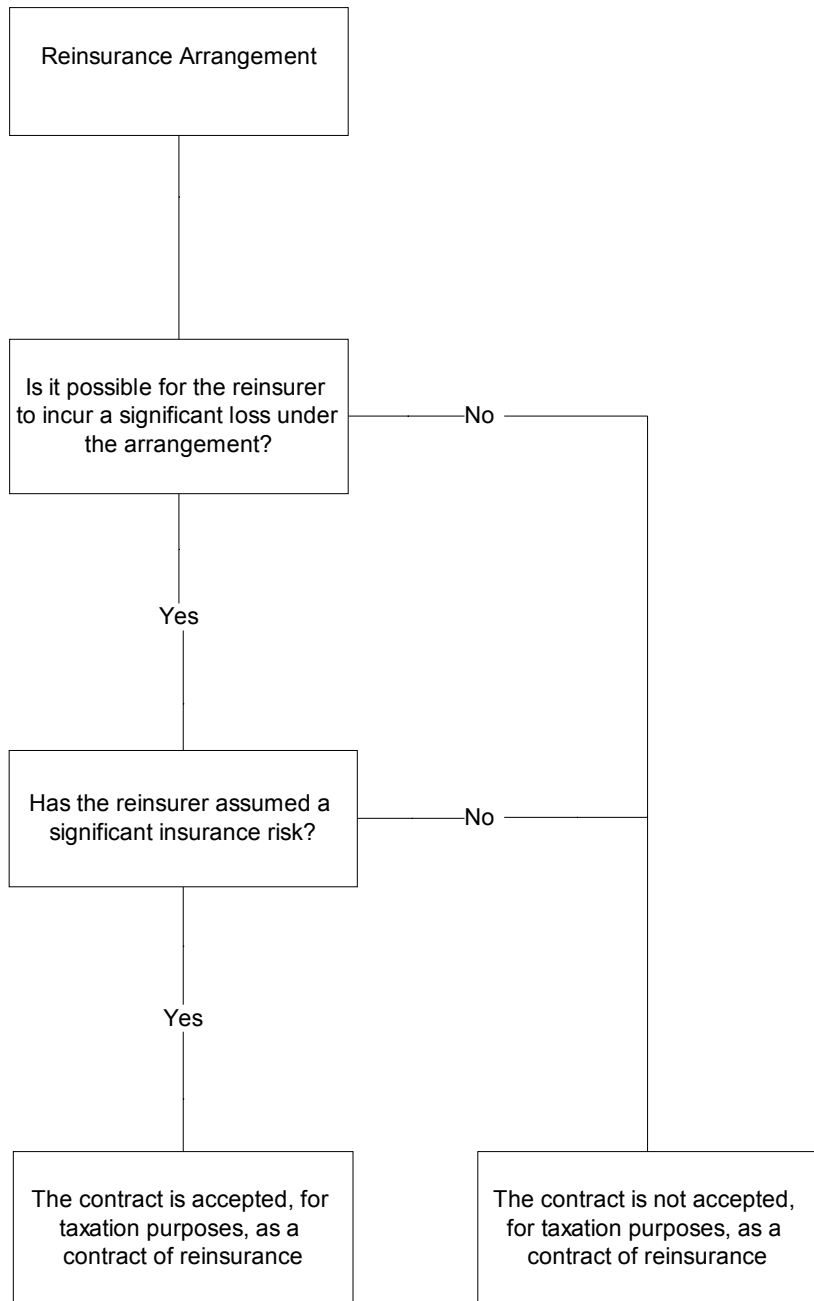 Reinsurance Arrangement
Is it possible for the reinsurer
to incur a significant loss under
the arrangement?
No
Yes
Has the reinsurer assumed a
significant insurance risk?
No
Yes
The contract is accepted, for
taxation purposes, as a
contract of reinsurance
The contract is not accepted,
for taxation purposes, as a
contract of reinsurance